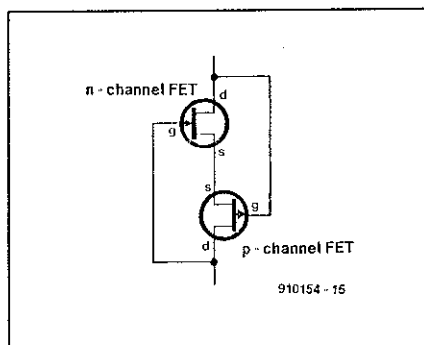 n - channel FET
d
g
s
s
g
d
p - channel FET
910154 - 15